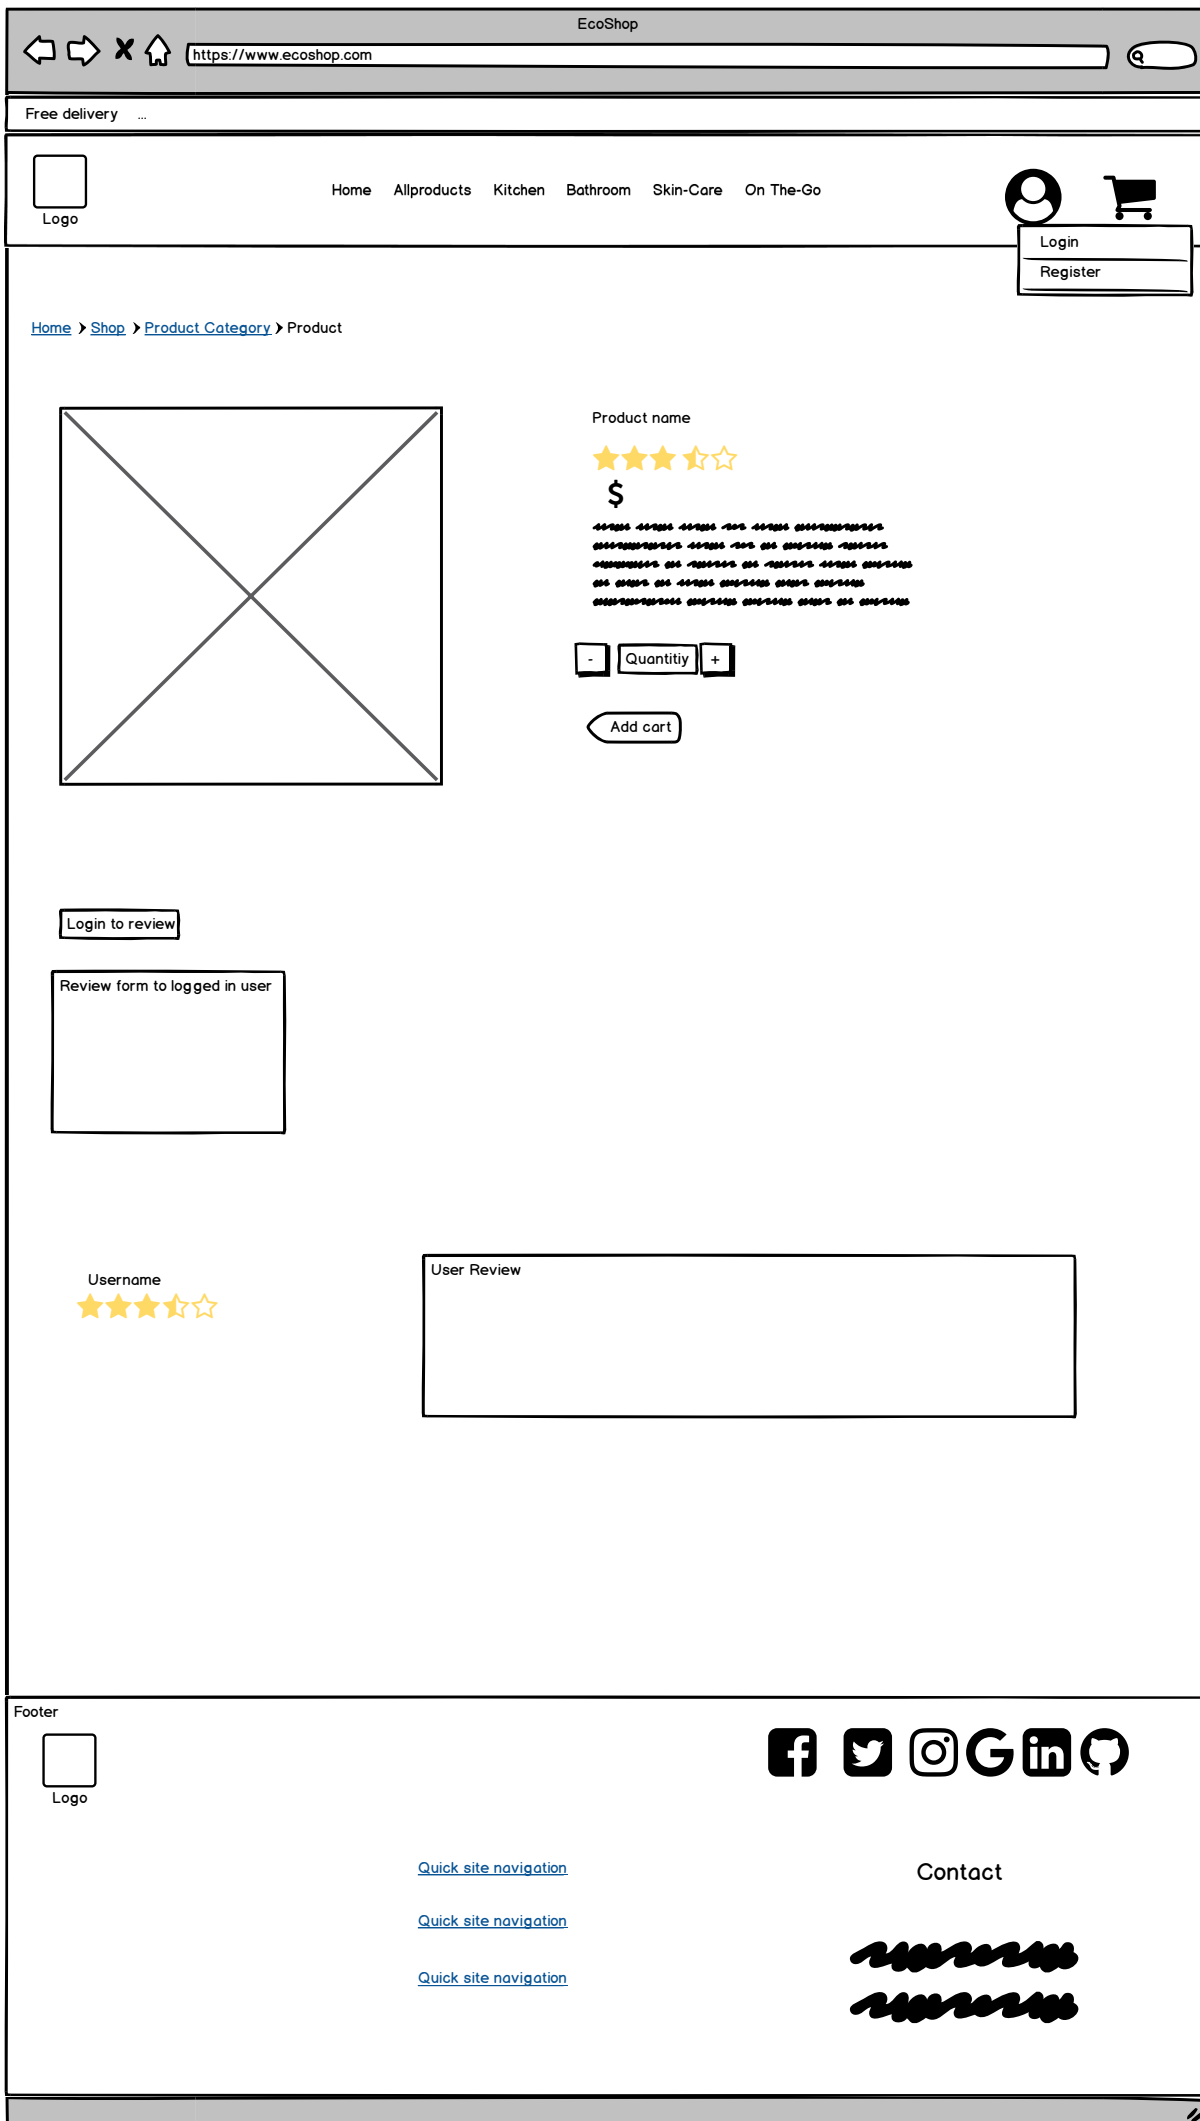 EcoShop
https://www.ecoshop.com
Free delivery ...
Logo
Home Allproducts Kitchen Bathroom Skin-Care On The-Go
Login
Register
Home Shop Product Category Product
Product name
$
- Quantitiy +
Add cart
Login to review
Review form to logged in user
Username
User Review
Footer
Logo
Quick site navigation
Contact
Quick site navigation
Quick site navigation